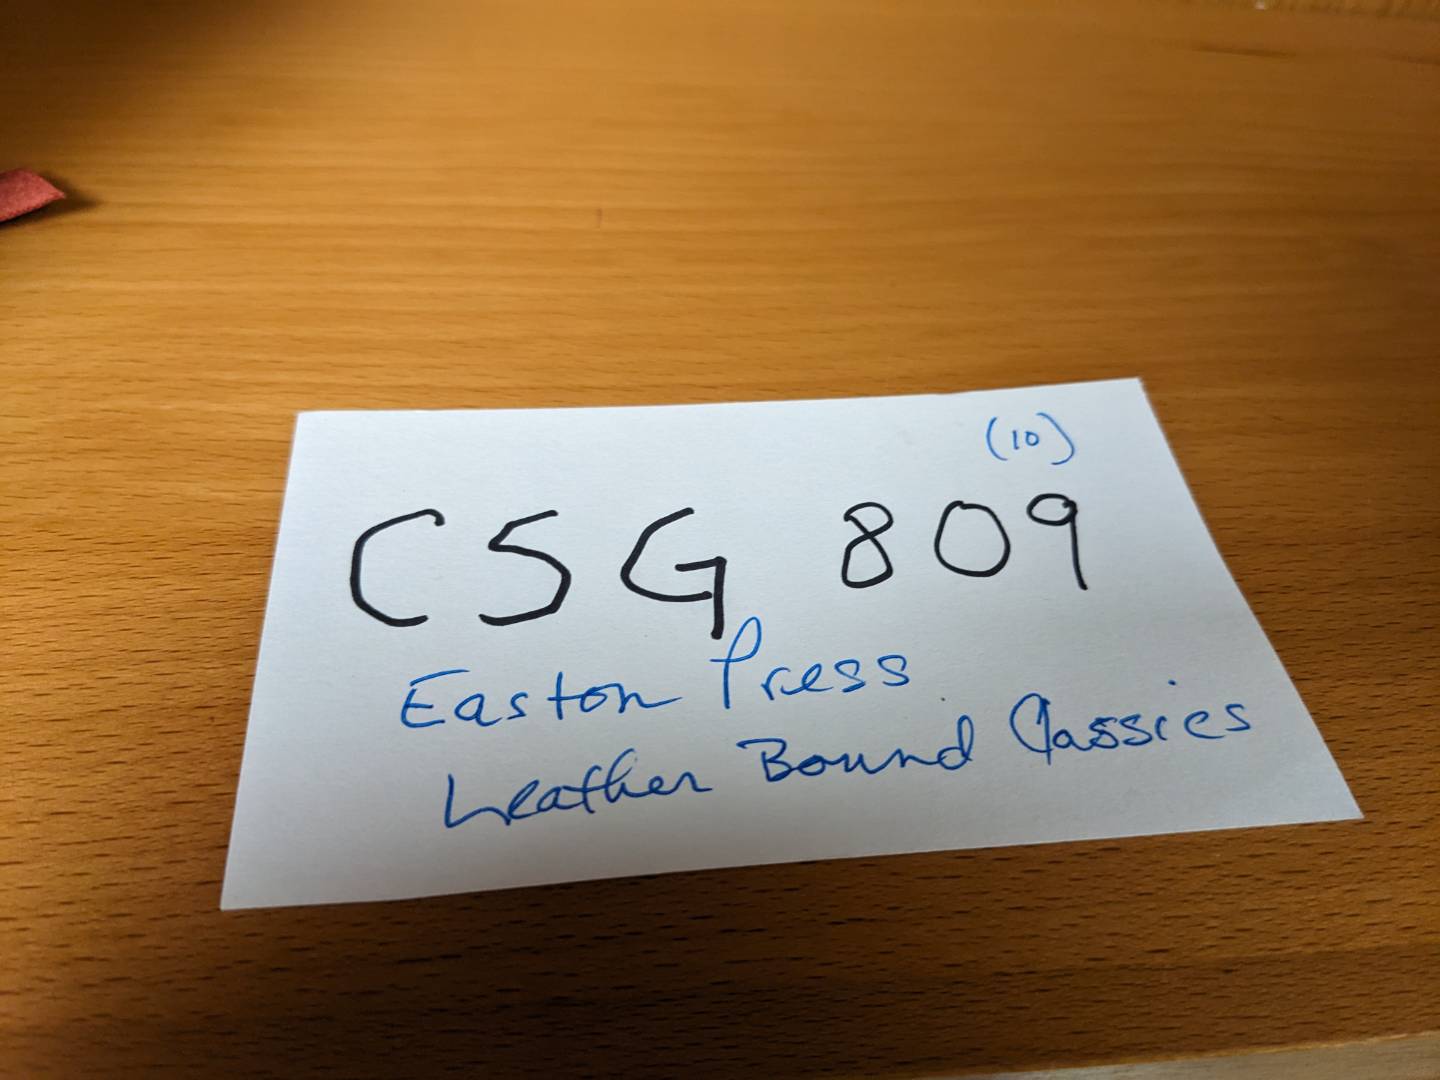 (10)
CSG 809
Easton Press
Leather Bound Classics